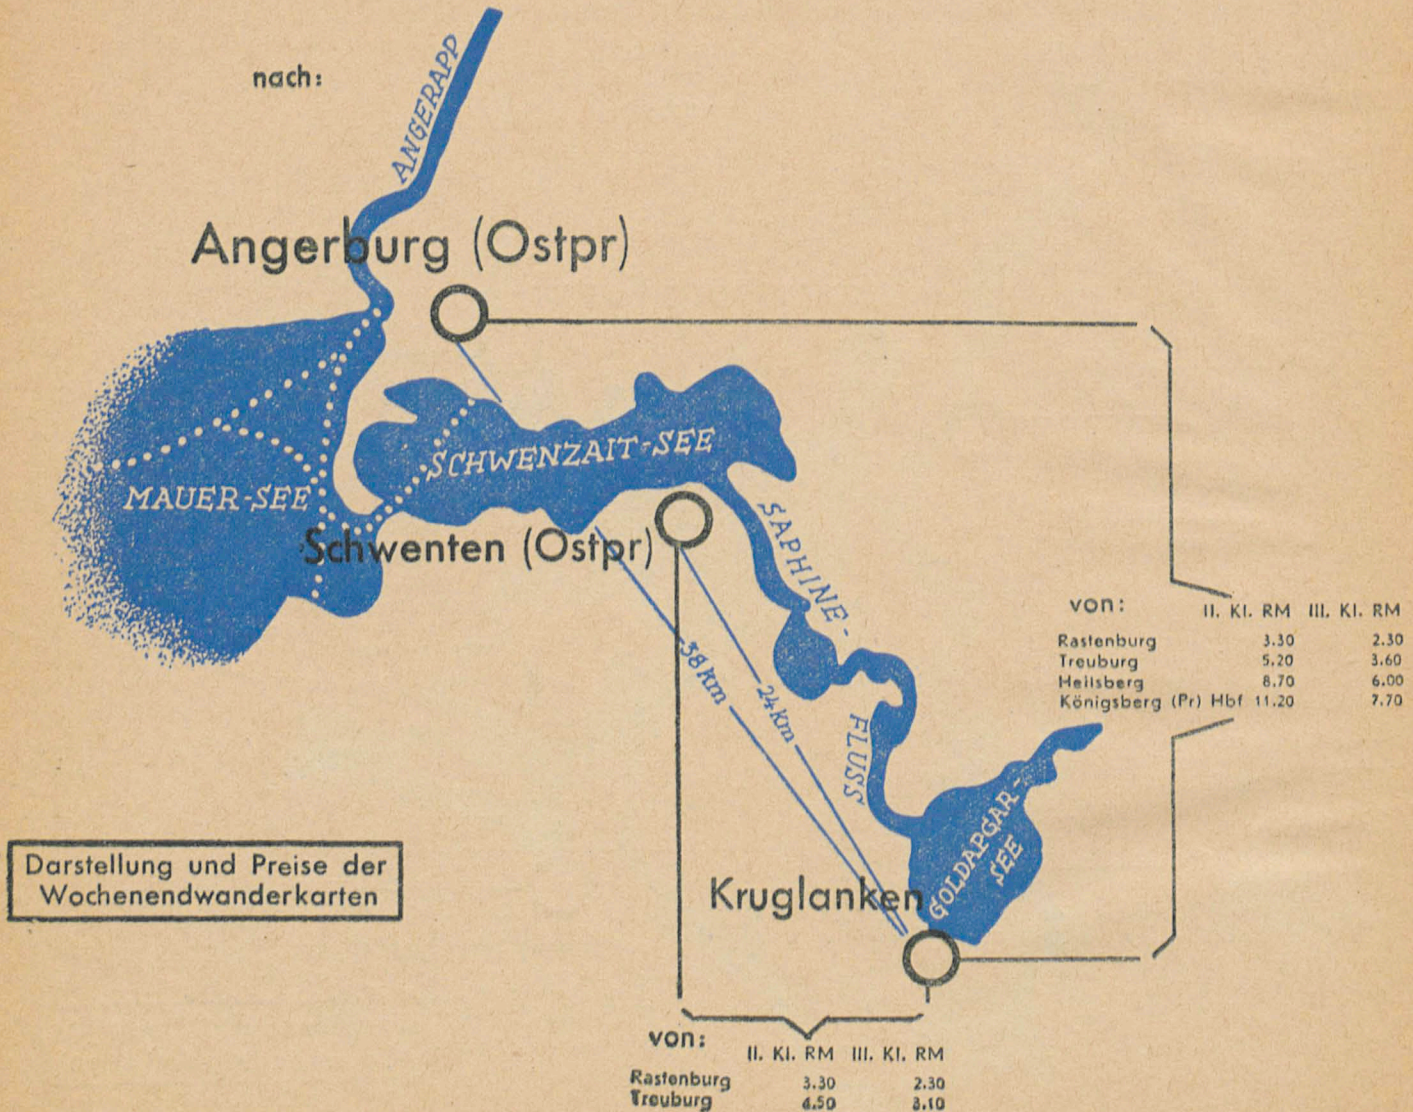 nach:
ANGERAPP
Angerburg (Ostpr)
SCHWENZAIT-SEE
MAUER-SEE
Schwenten (Ostpr)
SAPHINE-
FLUSS
38 km
24 km
von: II. Kl. RM III. Kl. RM
Rastenburg 3.30 2.30
Treuburg 5.20 3.60
Heilsberg 8.70 6.00
Königsberg (Pr) Hbf 11.20 7.70
GOLDAPGAR-
SEE
Darstellung und Preise der
Wochenendwanderkarten
Kruglanken
von: II. Kl. RM III. Kl. RM
Rastenburg 3.30 2.30
Treuburg 4.50 3.10